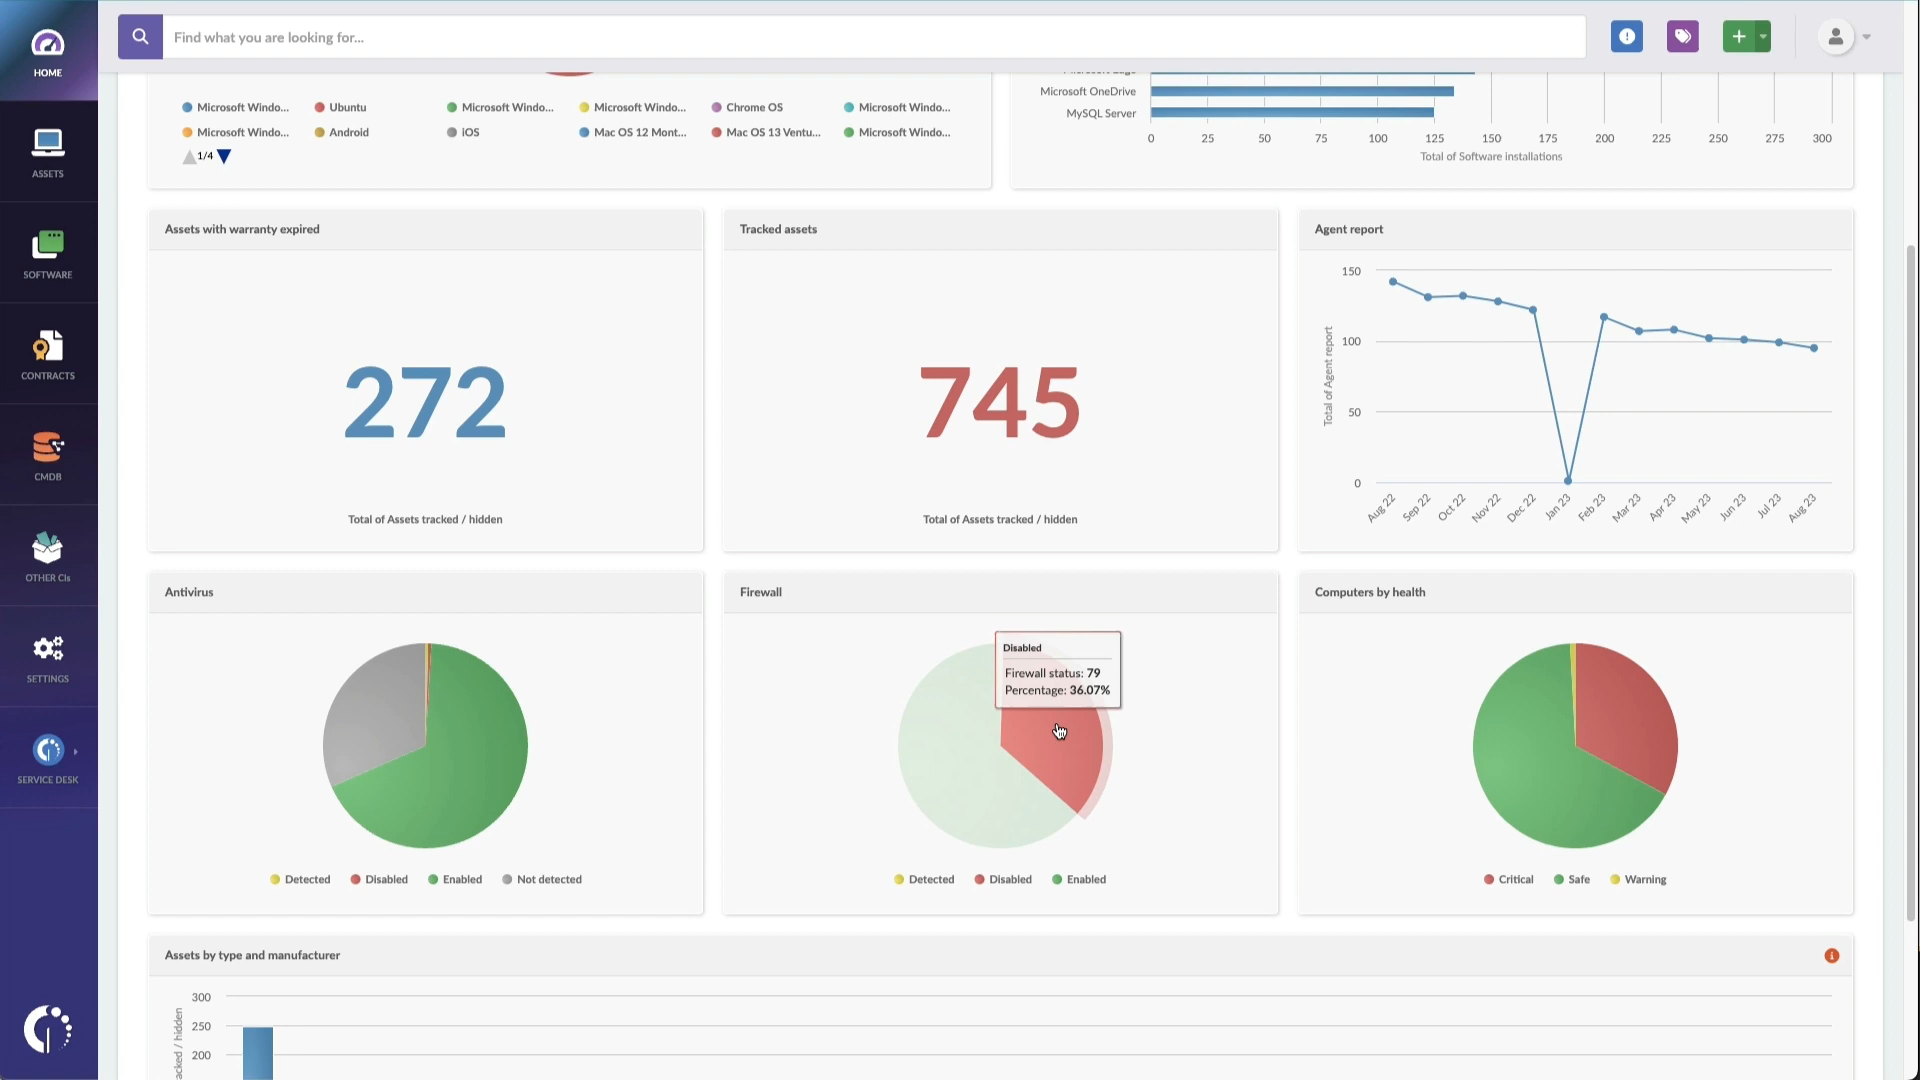 Find what you are looking for...
HOME
ASSETS
SOFTWARE
CONTRACTS
CMDB
OTHER CIs
SETTINGS
SERVICE DESK
Microsoft Windo... Ubuntu Microsoft Windo... Microsoft Windo... Chrome OS Microsoft Windo...
Microsoft Windo... Android iOS Mac OS 12 Mont... Mac OS 13 Ventu... Microsoft Windo...
1/4
Microsoft OneDrive
MySQL Server
0 25 50 75 100 125 150 175 200 225 250 275 300
Total of Software installations
Assets with warranty expired
272
Total of Assets tracked / hidden
Tracked assets
745
Total of Assets tracked / hidden
Agent report
Total of Agent report
150
100
50
0
Aug 22 Sep 22 Oct 22 Nov 22 Dec 22 Jan 23 Feb 23 Mar 23 Apr 23 May 23 Jun 23 Jul 23 Aug 23
Antivirus
Detected Disabled Enabled Not detected
Firewall
Disabled
Firewall status: 79
Percentage: 36.07%
Detected Disabled Enabled
Computers by health
Critical Safe Warning
Assets by type and manufacturer
300
250
200
/ hidden